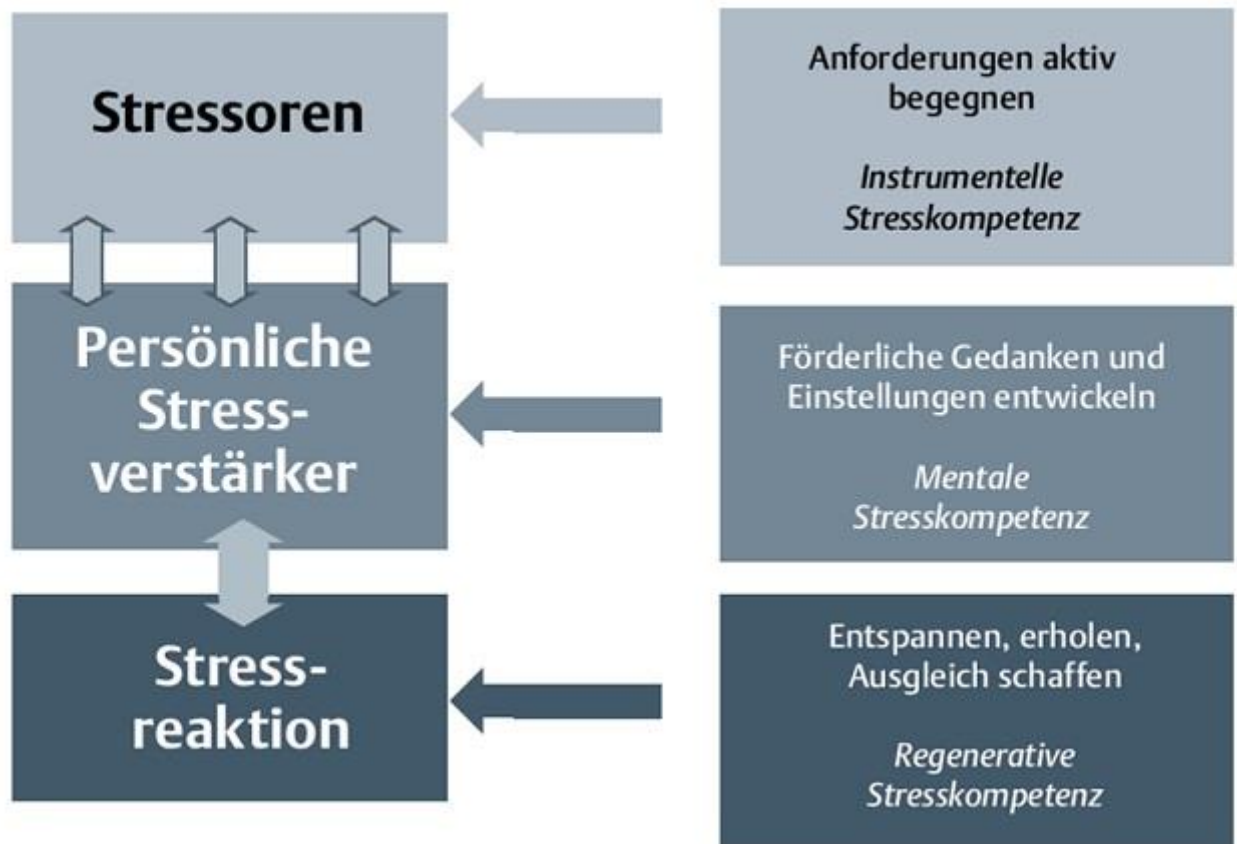 Stressoren
Anforderungen aktiv
begegnen
Instrumentelle
Stresskompetenz
Persönliche
Stress-
verstärker
Förderliche Gedanken und
Einstellungen entwickeln
Mentale
Stresskompetenz
Stress-
reaktion
Entspannen, erholen,
Ausgleich schaffen
Regenerative
Stresskompetenz